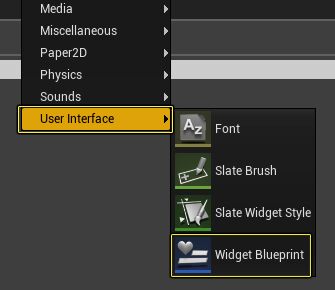 Media
Miscellaneous
Paper2D
Physics
Sounds
User Interface
Font
Slate Brush
Slate Widget Style
Widget Blueprint